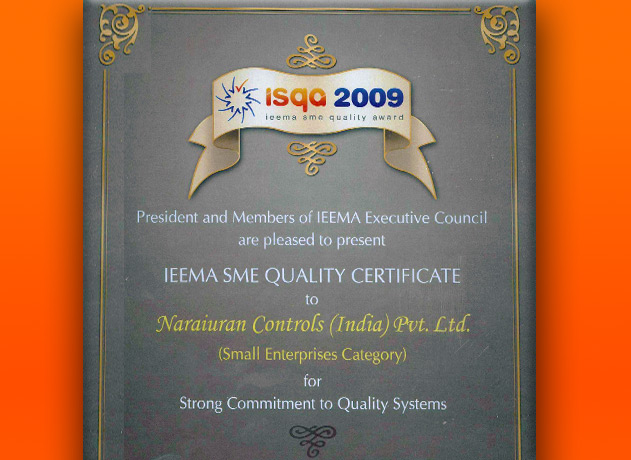 isqa 2009
ieema sme quality award
President and Members of IEEMA Executive Council
are pleased to present
IEEMA SME QUALITY CERTIFICATE
to
Naraiuran Controls (India) Pvt. Ltd.
(Small Enterprises Category)
for
Strong Commitment to Quality Systems